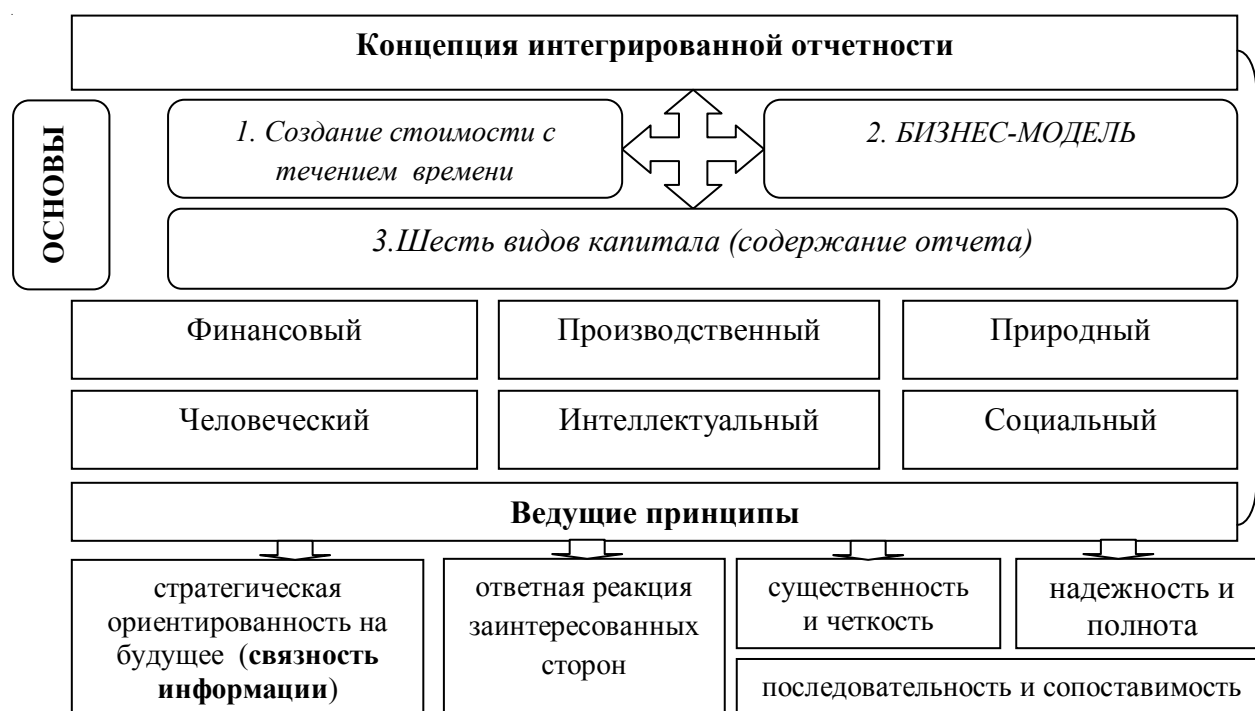 Концепция интегрированной отчетности
ОСНОВЫ
1. Создание стоимости с
течением времени
2. БИЗНЕС-МОДЕЛЬ
3.Шесть видов капитала (содержание отчета)
Финансовый
Производственный
Природный
Человеческий
Интеллектуальный
Социальный
Ведущие принципы
стратегическая
ориентированность на
будущее (связность
информации)
ответная реакция
заинтересованных
сторон
существенность
и четкость
надежность и
полнота
последовательность и сопоставимость